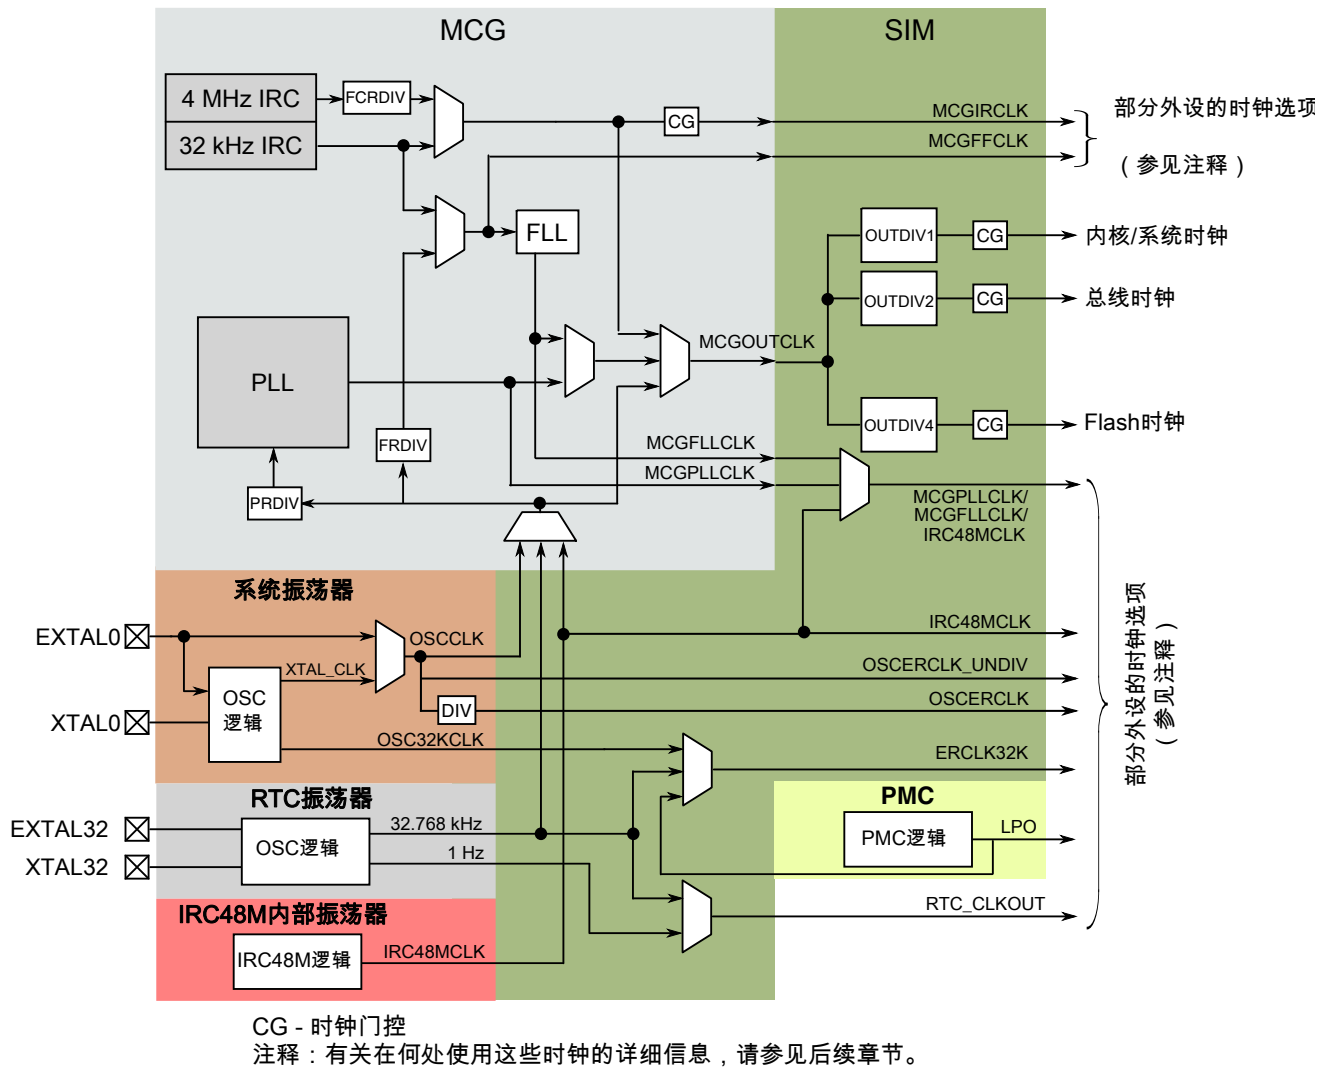 MCG
SIM
4 MHz IRC
FCRDIV
32 kHz IRC
CG
MCGIRCLK
MCGFFCLK
部分外设的时钟选项
（参见注释）
FLL
OUTDIV1
CG
内核/系统时钟
OUTDIV2
CG
总线时钟
PLL
MCGOUTCLK
OUTDIV4
CG
Flash时钟
FRDIV
MCGFLLCLK
MCGPLLCLK
PRDIV
MCGPLLCLK/
MCGFLLCLK/
IRC48MCLK
系统振荡器
EXTAL0
OSCCLK
IRC48MCLK
XTAL_CLK
OSCERCLK_UNDIV
OSC
逻辑
DIV
OSCERCLK
XTAL0
OSC32KCLK
ERCLK32K
部分外设的时钟选项
（参见注释）
RTC振荡器
PMC
EXTAL32
32.768 kHz
OSC逻辑
1 Hz
PMC逻辑
LPO
XTAL32
IRC48M内部振荡器
RTC_CLKOUT
IRC48M逻辑
IRC48MCLK
CG - 时钟门控
注释：有关在何处使用这些时钟的详细信息，请参见后续章节。